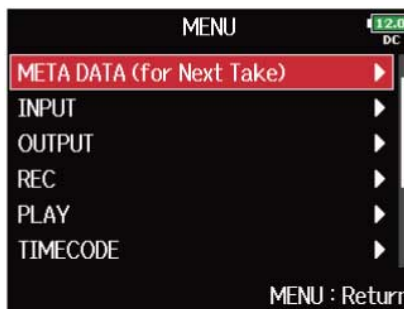 MENU
12.0
DC
META DATA (for Next Take)
INPUT
OUTPUT
REC
PLAY
TIMECODE
MENU : Return